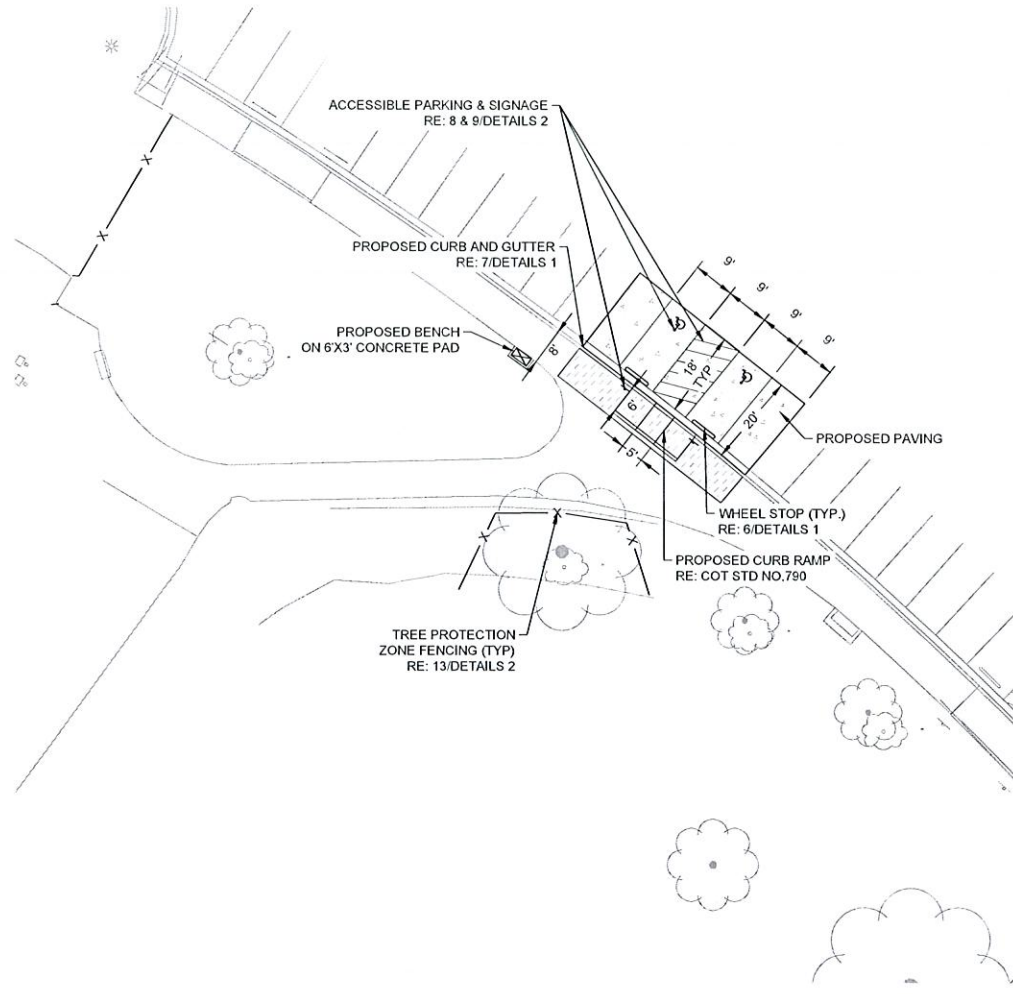 ACCESSIBLE PARKING & SIGNAGE
RE: 8 & 9/DETAILS 2
PROPOSED CURB AND GUTTER
RE: 7/DETAILS 1
PROPOSED BENCH
ON 6'X3' CONCRETE PAD
8'
9'
9'
9'
9'
18'
TYP
20'
6'
5'
PROPOSED PAVING
WHEEL STOP (TYP.)
RE: 6/DETAILS 1
PROPOSED CURB RAMP
RE: COT STD NO.790
TREE PROTECTION
ZONE FENCING (TYP)
RE: 13/DETAILS 2
X
X
X
X
X